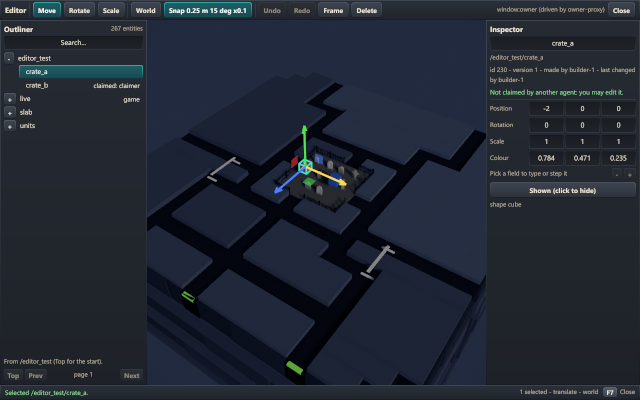 Editor Move Rotate Scale World Snap 0.25 m 15 deg x0.1 Undo Redo Frame Delete window:owner (driven by owner-proxy) Close
Outliner 267 entities
Search...
- editor_test
crate_a
crate_b claimed: claimer
+ live game
+ slab
+ units
From /editor_test (Top for the start).
Top Prev page 1 Next
Inspector
crate_a
/editor_test/crate_a
id 230 - version 1 - made by builder-1 - last changed
by builder-1
Not claimed by another agent; you may edit it.
Position -2 0 0
Rotation 0 0 0
Scale 1 1 1
Colour 0.784 0.471 0.235
Pick a field to type or step it - +
Shown (click to hide)
shape cube
Selected /editor_test/crate_a. 1 selected - translate - world F7 Close